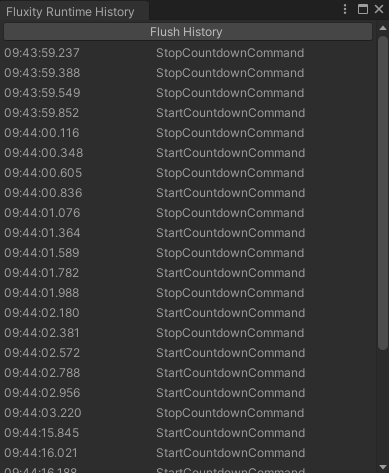 Fluxity Runtime History
Flush History
09:43:59.237 StopCountdownCommand
09:43:59.388 StopCountdownCommand
09:43:59.549 StopCountdownCommand
09:43:59.852 StartCountdownCommand
09:44:00.116 StopCountdownCommand
09:44:00.348 StartCountdownCommand
09:44:00.605 StopCountdownCommand
09:44:00.836 StartCountdownCommand
09:44:01.076 StopCountdownCommand
09:44:01.364 StartCountdownCommand
09:44:01.589 StopCountdownCommand
09:44:01.782 StartCountdownCommand
09:44:01.988 StopCountdownCommand
09:44:02.180 StartCountdownCommand
09:44:02.381 StopCountdownCommand
09:44:02.572 StartCountdownCommand
09:44:02.788 StartCountdownCommand
09:44:02.956 StartCountdownCommand
09:44:03.220 StopCountdownCommand
09:44:15.845 StartCountdownCommand
09:44:16.021 StartCountdownCommand
09:44:16.188 StartCountdownCommand